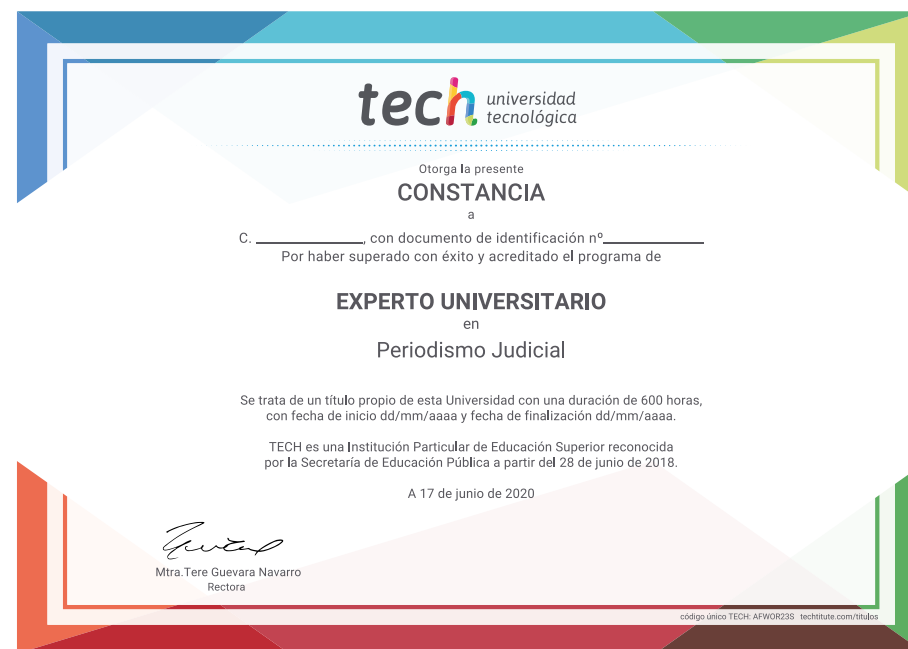 tech universidad
tecnológica
Otorga la presente
CONSTANCIA
a
C. ____________, con documento de identificación nº____________
Por haber superado con éxito y acreditado el programa de
EXPERTO UNIVERSITARIO
en
Periodismo Judicial
Se trata de un título propio de esta Universidad con una duración de 600 horas,
con fecha de inicio dd/mm/aaaa y fecha de finalización dd/mm/aaaa.
TECH es una Institución Particular de Educación Superior reconocida
por la Secretaría de Educación Pública a partir del 28 de junio de 2018.
A 17 de junio de 2020
Mtra.Tere Guevara Navarro
Rectora
código único TECH: AFWOR23S techtitute.com/titulos